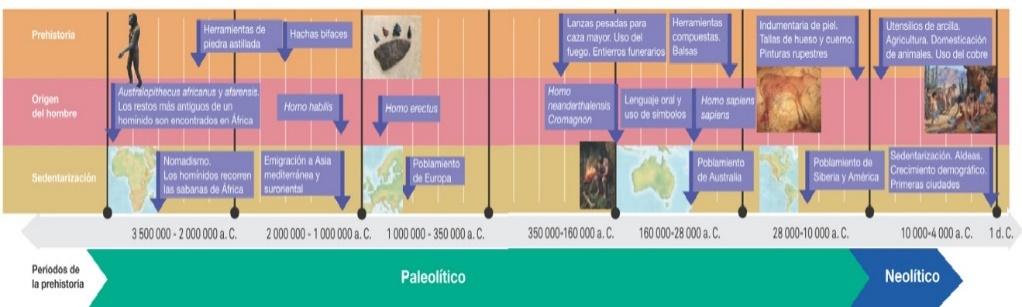 Prehistoria
Herramientas de
piedra astillada
Hachas bifaces
Lanzas pesadas para
caza mayor. Uso del
fuego. Entierros funerarios
Herramientas
compuestas.
Balsas
Indumentaria de piel.
Tallas de hueso y cuerno.
Pinturas rupestres
Utensilios de arcilla.
Agricultura. Domesticación
de animales. Uso del cobre
Origen
del hombre
Australopithecus africanus y afarensis.
Los restos más antiguos de un
homínido son encontrados en África
Homo habilis
Homo erectus
Homo
neanderthalensis
Cromagnon
Lenguaje oral y
uso de símbolos
Homo sapiens
sapiens
Sedentarización
Nomadismo.
Los homínidos recorren
las sabanas de África
Emigración a Asia
mediterránea y
suroriental
Poblamiento
de Europa
Poblamiento
de Australia
Poblamiento de
Siberia y América
Sedentarización. Aldeas.
Crecimiento demográfico.
Primeras ciudades
3 500 000 - 2 000 000 a. C.
2 000 000 - 1 000 000 a. C.
1 000 000 - 350 000 a. C.
350 000-160 000 a. C.
160 000-28 000 a. C.
28 000-10 000 a. C.
10 000-4 000 a. C.
1 d. C.
Períodos de
la prehistoria
Paleolítico
Neolítico